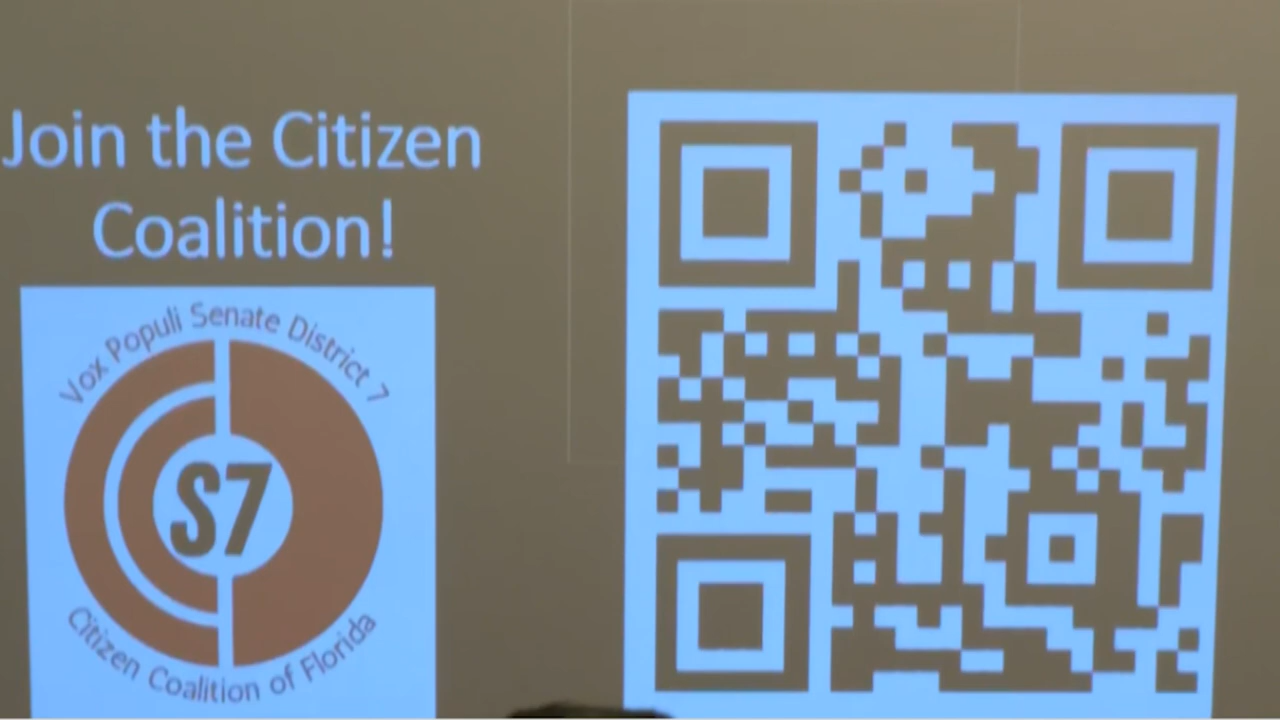 Join the Citizen
Coalition!
Vox Populi Senate District 7
S7
Citizen Coalition of Florida